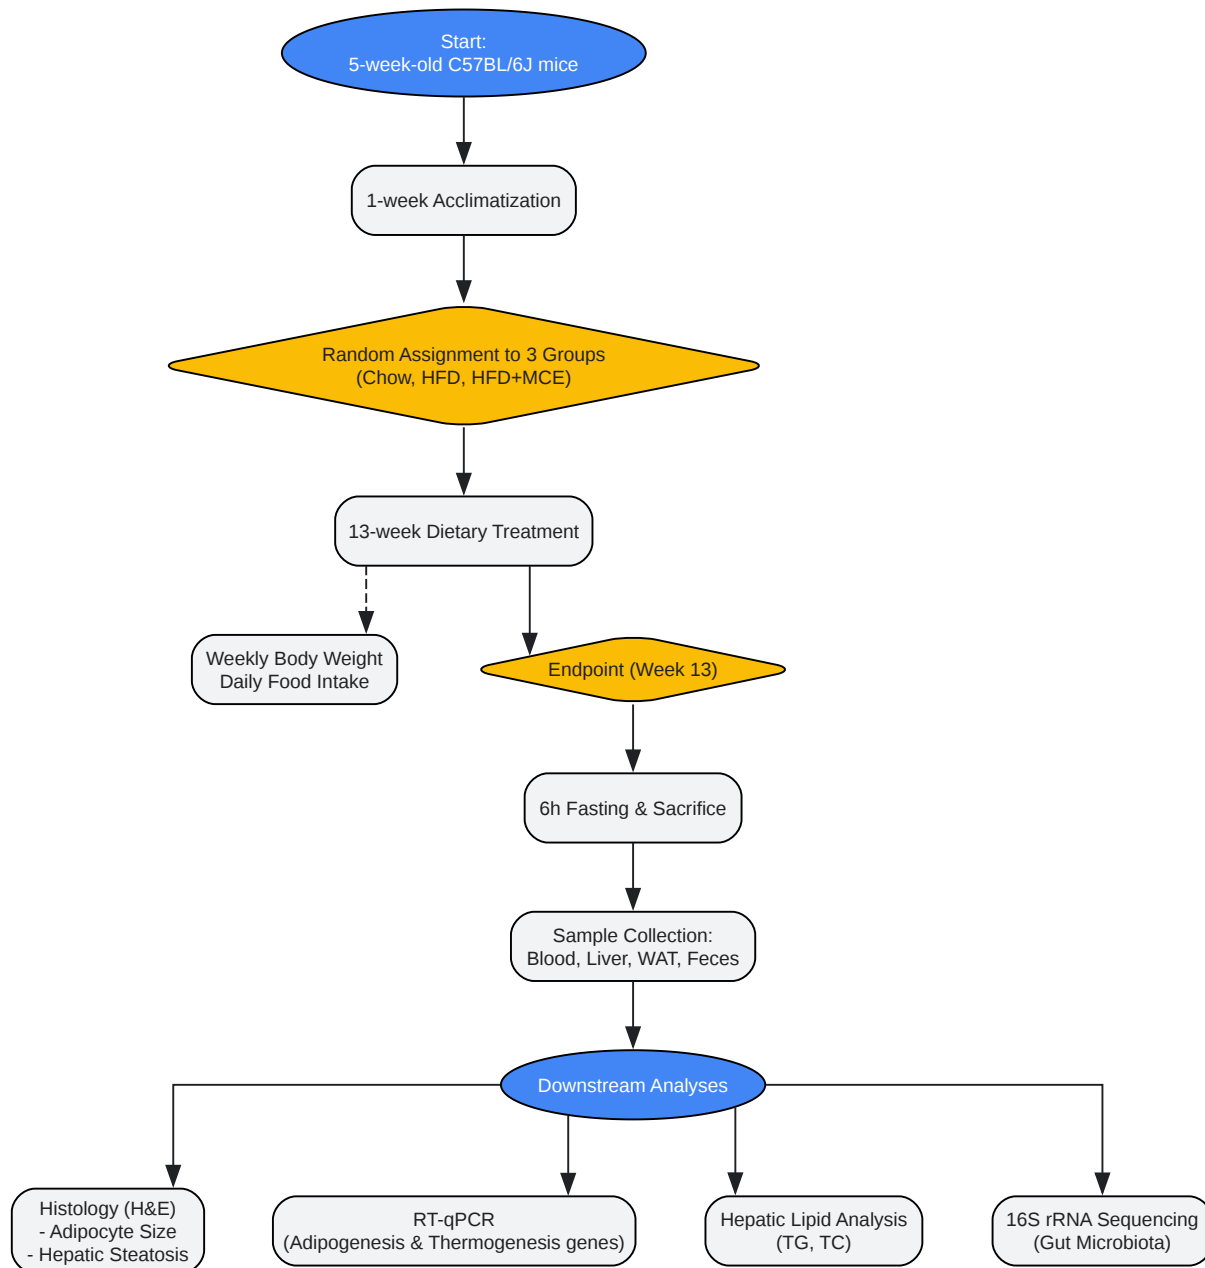 Start:
5-week-old C57BL/6J mice
1-week Acclimatization
Random Assignment to 3 Groups
(Chow, HFD, HFD+MCE)
13-week Dietary Treatment
Weekly Body Weight
Daily Food Intake
Endpoint (Week 13)
6h Fasting & Sacrifice
Sample Collection:
Blood, Liver, WAT, Feces
Downstream Analyses
Histology (H&E)
- Adipocyte Size
- Hepatic Steatosis
RT-qPCR
(Adipogenesis & Thermogenesis genes)
Hepatic Lipid Analysis
(TG, TC)
16S rRNA Sequencing
(Gut Microbiota)